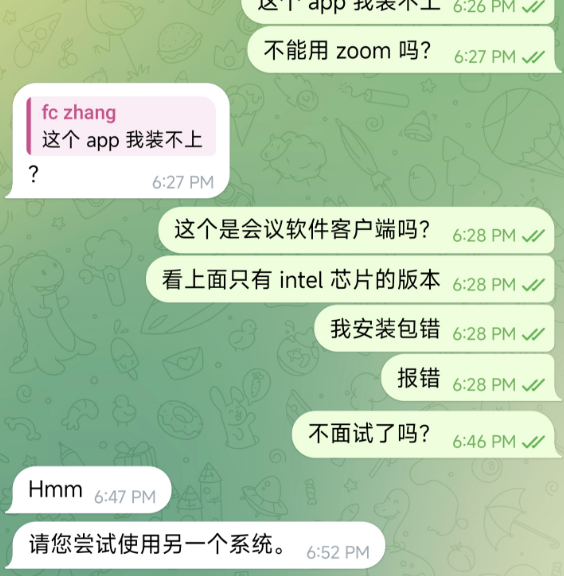 这个 app 我装不上 6:26 PM
不能用 zoom 吗? 6:27 PM
fc zhang
这个 app 我装不上
? 6:27 PM
这个是会议软件客户端吗? 6:28 PM
看上面只有 intel 芯片的版本 6:28 PM
我安装包错 6:28 PM
报错 6:28 PM
不面试了吗? 6:46 PM
Hmm 6:47 PM
请您尝试使用另一个系统。 6:52 PM